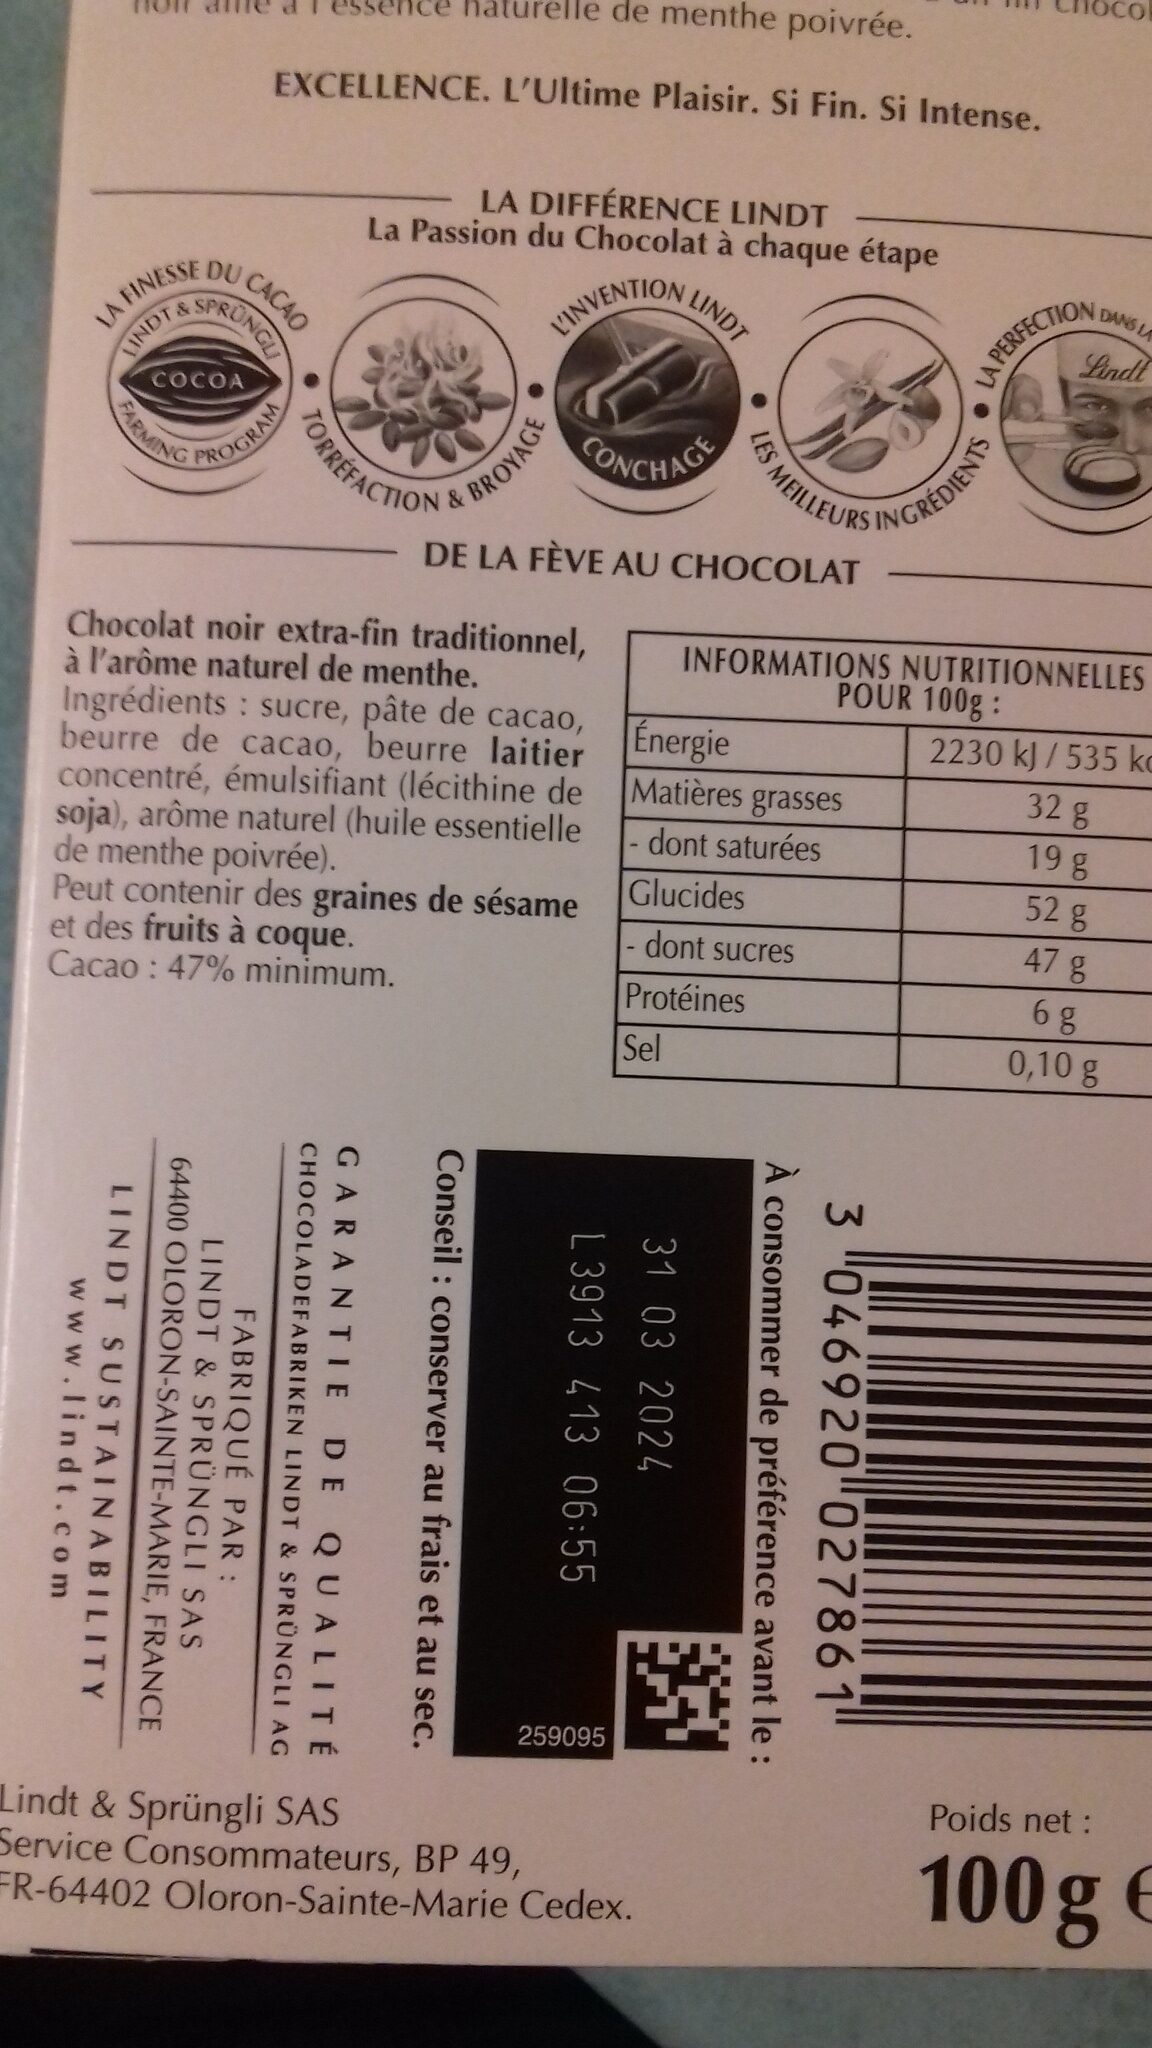 noir allié à l'essence naturelle de menthe poivrée.
EXCELLENCE. L'Ultime Plaisir. Si Fin. Si Intense.
LA DIFFÉRENCE LINDT
La Passion du Chocolat à chaque étape
LA FINESSE DU CACAO
LINDT & SPRÜNGLI
COCOA
FARMING PROGRAM
• TORRÉFACTION & BROYAGE •
L'INVENTION LINDT
CONCHAGE
• LES MEILLEURS INGRÉDIENTS •
LA PERFECTION DANS LA
Lindt
DE LA FÈVE AU CHOCOLAT
Chocolat noir extra-fin traditionnel,
à l'arôme naturel de menthe.
Ingrédients : sucre, pâte de cacao,
beurre de cacao, beurre laitier
concentré, émulsifiant (lécithine de
soja), arôme naturel (huile essentielle
de menthe poivrée).
Peut contenir des graines de sésame
et des fruits à coque.
Cacao : 47% minimum.
INFORMATIONS NUTRITIONNELLES
POUR 100g :
Énergie 2230 kJ / 535 kc
Matières grasses 32 g
- dont saturées 19 g
Glucides 52 g
- dont sucres 47 g
Protéines 6 g
Sel 0,10 g
3 046920 027861
À consommer de préférence avant le :
31 03 2024
L3913 413 06:55
259095
Conseil : conserver au frais et au sec.
GARANTIE DE QUALITÉ
CHOCOLADEFABRIKEN LINDT & SPRÜNGLI AG
FABRIQUÉ PAR :
LINDT & SPRÜNGLI SAS
64400 OLORON-SAINTE-MARIE, FRANCE
LINDT SUSTAINABILITY
www.lindt.com
Lindt & Sprüngli SAS
Service Consommateurs, BP 49,
FR-64402 Oloron-Sainte-Marie Cedex.
Poids net :
100g e